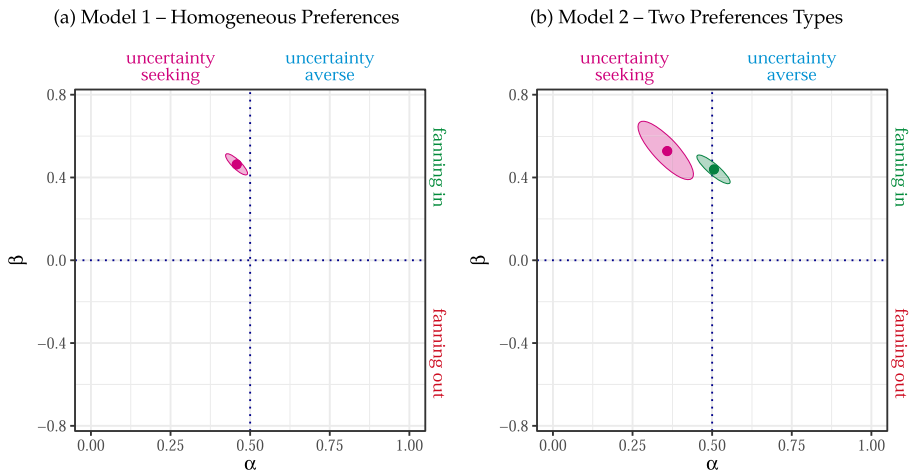 (a) Model 1 – Homogeneous Preferences
uncertainty
seeking
uncertainty
averse
0.8
0.4
0.0
−0.4
−0.8
β
fanning in
fanning out
0.00
0.25
0.50
0.75
1.00
α
(b) Model 2 – Two Preferences Types
uncertainty
seeking
uncertainty
averse
0.8
0.4
0.0
−0.4
−0.8
β
fanning in
fanning out
0.00
0.25
0.50
0.75
1.00
α